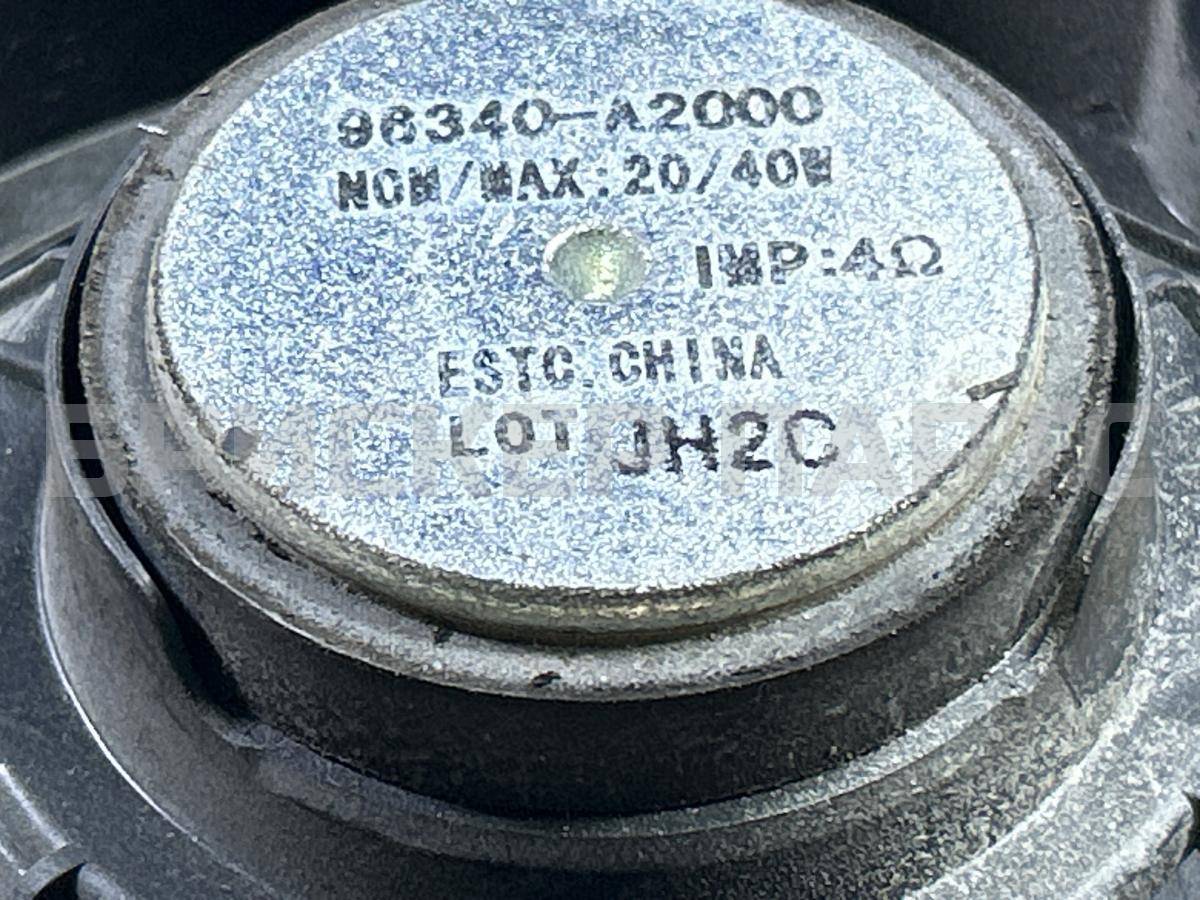 96340-A2000
NOM/MAX:20/40W
IMP:4Ω
ESTC.CHINA
LOT JH2C